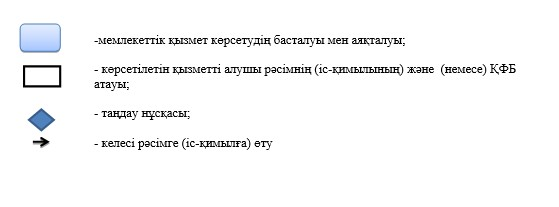 -мемлекеттік қызмет көрсетудің басталуы мен аяқталуы;
- көрсетілетін қызметті алушы рәсімнің (іс-қимылының) және (немесе) ҚФБ
атауы;
- таңдау нұсқасы;
- келесі рәсімге (іс-қимылға) өту